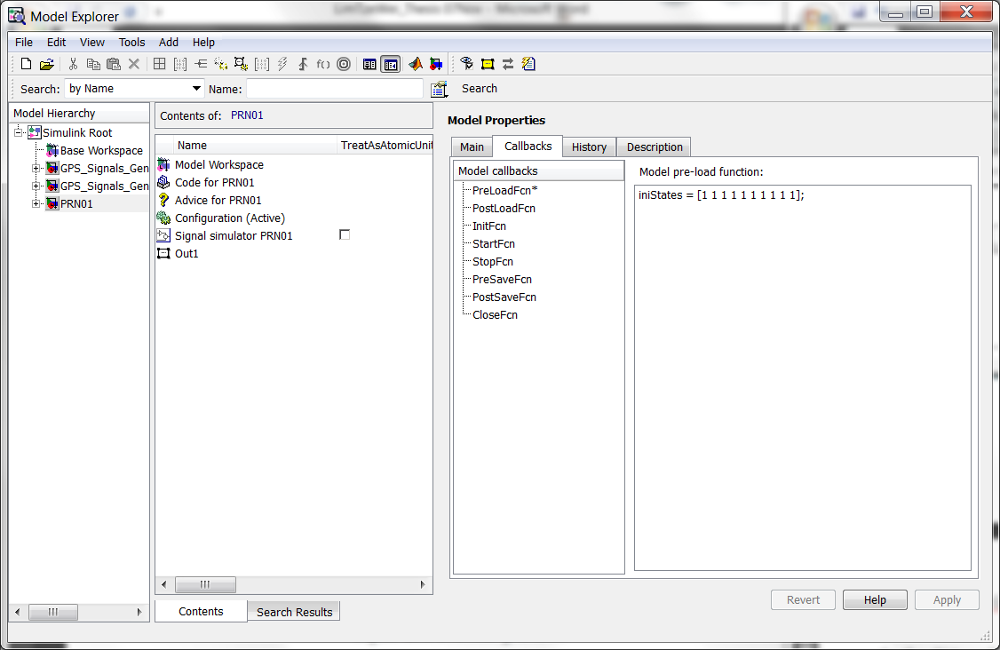 Model Explorer
File Edit View Tools Add Help
Search: by Name Name: Search
Model Hierarchy
Simulink Root
Base Workspace
GPS_Signals_Gen
GPS_Signals_Gen
PRN01
Contents of: PRN01
Name TreatAsAtomicUnit
Model Workspace
Code for PRN01
Advice for PRN01
Configuration (Active)
Signal simulator PRN01
Out1
Contents Search Results
Model Properties
Main Callbacks History Description
Model callbacks
PreLoadFcn*
PostLoadFcn
InitFcn
StartFcn
StopFcn
PreSaveFcn
PostSaveFcn
CloseFcn
Model pre-load function:
iniStates = [1 1 1 1 1 1 1 1 1 1];
Revert Help Apply